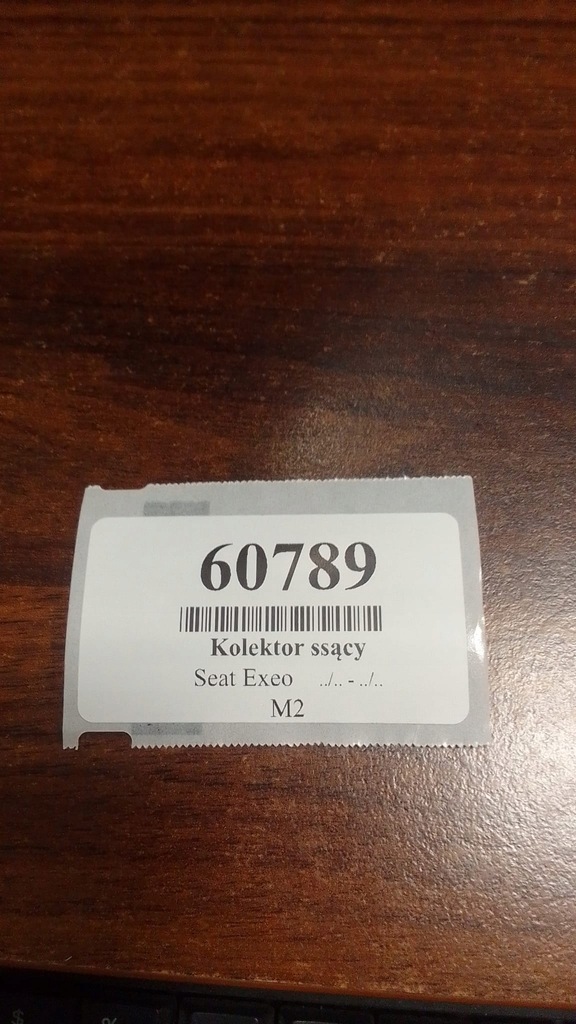 60789
Kolektor ssący
Seat Exeo ../.. - ../..
M2